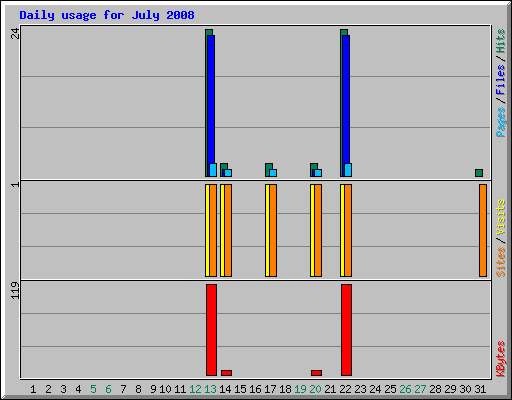 Daily usage for July 2008
24
Pages/Files/Hits
1
Sites/Visits
119
KBytes
1 2 3 4 5 6 7 8 9 10 11 12 13 14 15 16 17 18 19 20 21 22 23 24 25 26 27 28 29 30 31